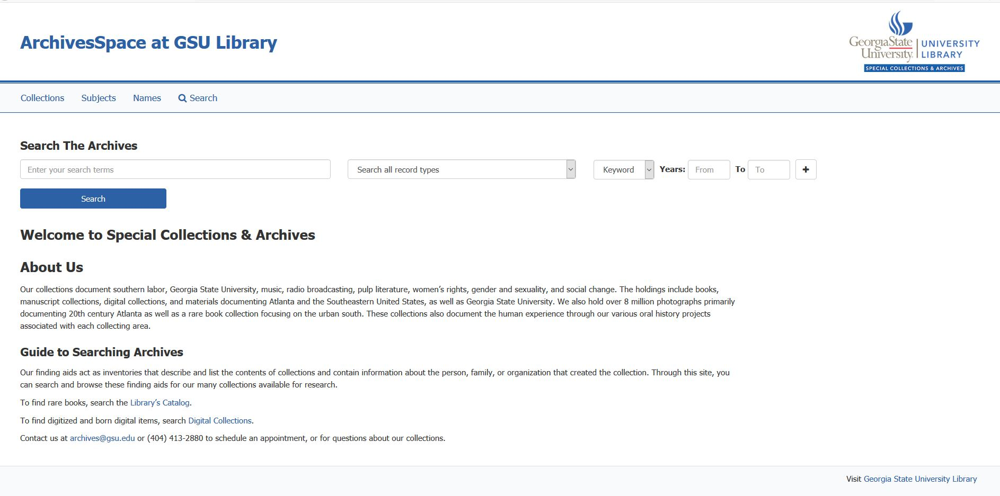 ArchivesSpace at GSU Library
GeorgiaState
University
UNIVERSITY
LIBRARY
SPECIAL COLLECTIONS & ARCHIVES
Collections Subjects Names Search
Search The Archives
Enter your search terms Search all record types Keyword Years: From To To
Search
Welcome to Special Collections & Archives
About Us
Our collections document southern labor, Georgia State University, music, radio broadcasting, pulp literature, women’s rights, gender and sexuality, and social change. The holdings include books,
manuscript collections, digital collections, and materials documenting Atlanta and the Southeastern United States, as well as Georgia State University. We also hold over 8 million photographs primarily
documenting 20th century Atlanta as well as a rare book collection focusing on the urban south. These collections also document the human experience through our various oral history projects
associated with each collecting area.
Guide to Searching Archives
Our finding aids act as inventories that describe and list the contents of collections and contain information about the person, family, or organization that created the collection. Through this site, you
can search and browse these finding aids for our many collections available for research.
To find rare books, search the Library’s Catalog.
To find digitized and born digital items, search Digital Collections.
Contact us at archives@gsu.edu or (404) 413-2880 to schedule an appointment, or for questions about our collections.
Visit Georgia State University Library